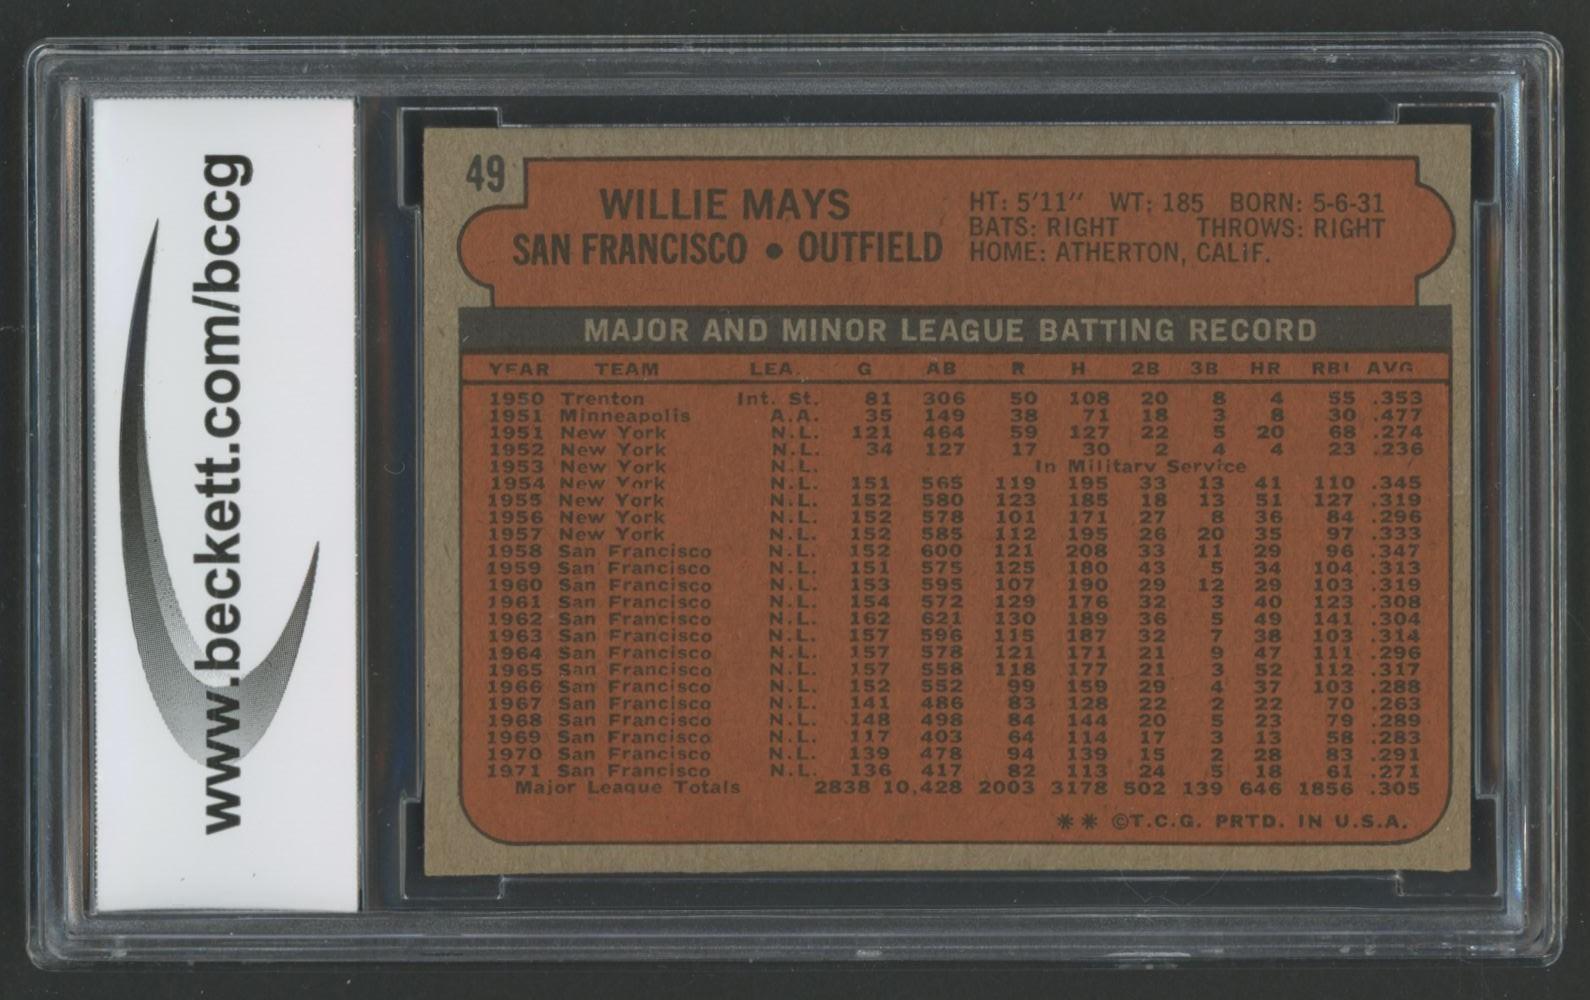 www.beckett.com/bccg
49
WILLIE MAYS
SAN FRANCISCO • OUTFIELD
HT: 5'11" WT: 185 BORN: 5-6-31
BATS: RIGHT THROWS: RIGHT
HOME: ATHERTON, CALIF.
MAJOR AND MINOR LEAGUE BATTING RECORD
YEAR TEAM LEA. G AB R H 2B 3B HR RBI AVG
1950 Trenton Int. St. 81 306 50 108 20 8 4 55 .353
1951 Minneapolis A.A. 35 149 38 71 18 3 8 30 .477
1951 New York N.L. 121 464 59 127 22 5 20 68 .274
1952 New York N.L. 34 127 17 30 2 4 4 23 .236
1953 New York N.L. In Military Service
1954 New York N.L. 151 565 119 195 33 13 41 110 .345
1955 New York N.L. 152 580 123 185 18 13 51 127 .319
1956 New York N.L. 152 578 101 171 27 8 36 84 .296
1957 New York N.L. 152 585 112 195 26 20 35 97 .333
1958 San Francisco N.L. 152 600 121 208 33 11 29 96 .347
1959 San Francisco N.L. 151 575 125 180 43 5 34 104 .313
1960 San Francisco N.L. 153 595 107 190 29 12 29 103 .319
1961 San Francisco N.L. 154 572 129 176 32 3 40 123 .308
1962 San Francisco N.L. 162 621 130 189 36 5 49 141 .304
1963 San Francisco N.L. 157 596 115 187 32 7 38 103 .314
1964 San Francisco N.L. 157 578 121 171 21 9 47 111 .296
1965 San Francisco N.L. 157 558 118 177 21 3 52 112 .317
1966 San Francisco N.L. 152 552 99 159 29 4 37 103 .288
1967 San Francisco N.L. 141 486 83 128 22 2 22 70 .263
1968 San Francisco N.L. 148 498 84 144 20 5 23 79 .289
1969 San Francisco N.L. 117 403 64 114 17 3 13 58 .283
1970 San Francisco N.L. 139 478 94 139 15 2 28 83 .291
1971 San Francisco N.L. 136 417 82 113 24 5 18 61 .271
Major League Totals 2838 10,428 2003 3178 502 139 646 1856 .305
** ©T.C.G. PRTD. IN U.S.A.